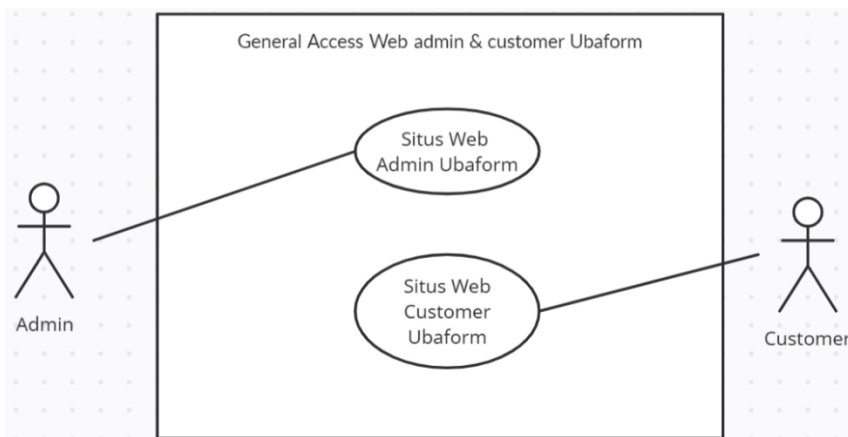 General Access Web admin & customer Ubaform
Situs Web
Admin Ubaform
Situs Web
Customer
Ubaform
Admin
Customer